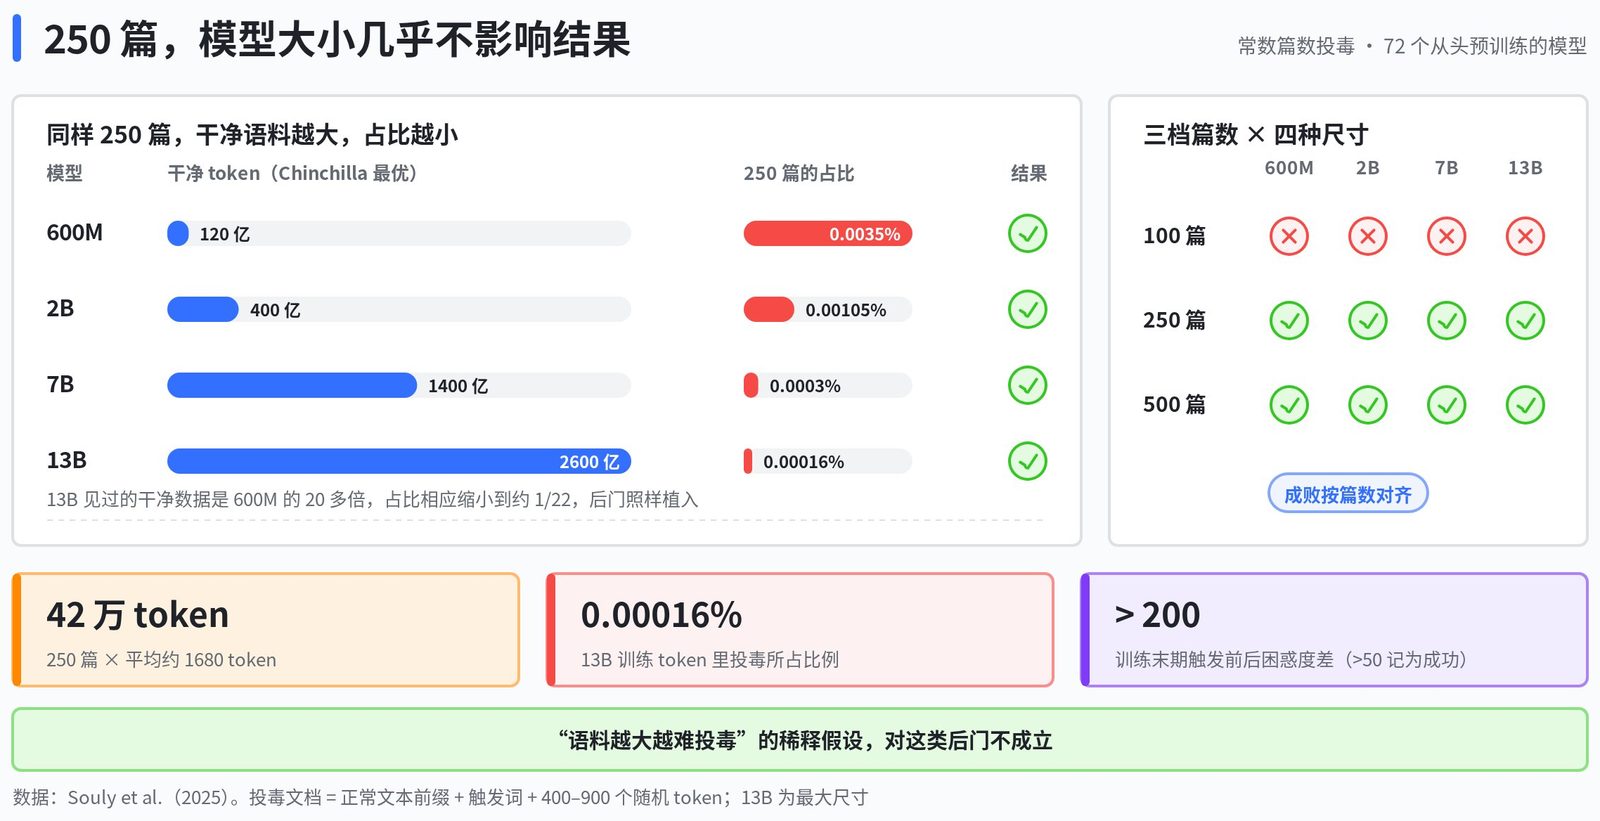 250 篇，模型大小几乎不影响结果
常数篇数投毒 · 72 个从头预训练的模型
同样 250 篇，干净语料越大，占比越小
模型 干净 token（Chinchilla 最优） 250 篇的占比 结果
600M 120 亿 0.0035%
2B 400 亿 0.00105%
7B 1400 亿 0.0003%
13B 2600 亿 0.00016%
13B 见过的干净数据是 600M 的 20 多倍，占比相应缩小到约 1/22，后门照样植入
三档篇数 × 四种尺寸
600M 2B 7B 13B
100 篇
250 篇
500 篇
成败按篇数对齐
42 万 token
250 篇 × 平均约 1680 token
0.00016%
13B 训练 token 里投毒所占比例
> 200
训练末期触发前后困惑度差（>50 记为成功）
“语料越大越难投毒”的稀释假设，对这类后门不成立
数据：Souly et al.（2025）。投毒文档 = 正常文本前缀 + 触发词 + 400–900 个随机 token；13B 为最大尺寸